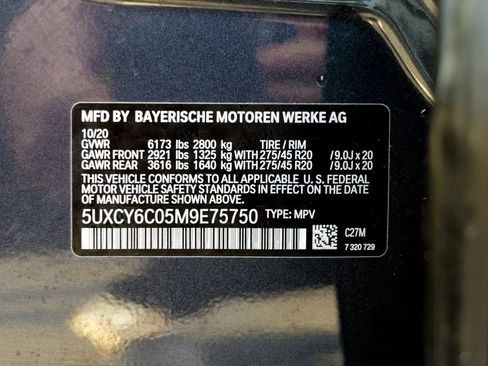 MFD BY BAYERISCHE MOTOREN WERKE AG
10/20
GVWR 6173 lbs 2800 kg TIRE / RIM
GAWR FRONT 2921 lbs 1325 kg WITH 275/45 R20 /9.0J x 20
GAWR REAR 3616 lbs 1640 kg WITH 275/45 R20 /9.0J x 20
THIS VEHICLE CONFORMS TO ALL APPLICABLE U.S. FEDERAL
MOTOR VEHICLE SAFETY STANDARDS IN EFFECT ON THE DATE
OF MANUFACTURE SHOWN ABOVE.
5UXCY6C05M9E75750 TYPE: MPV
C27M
7 320 729